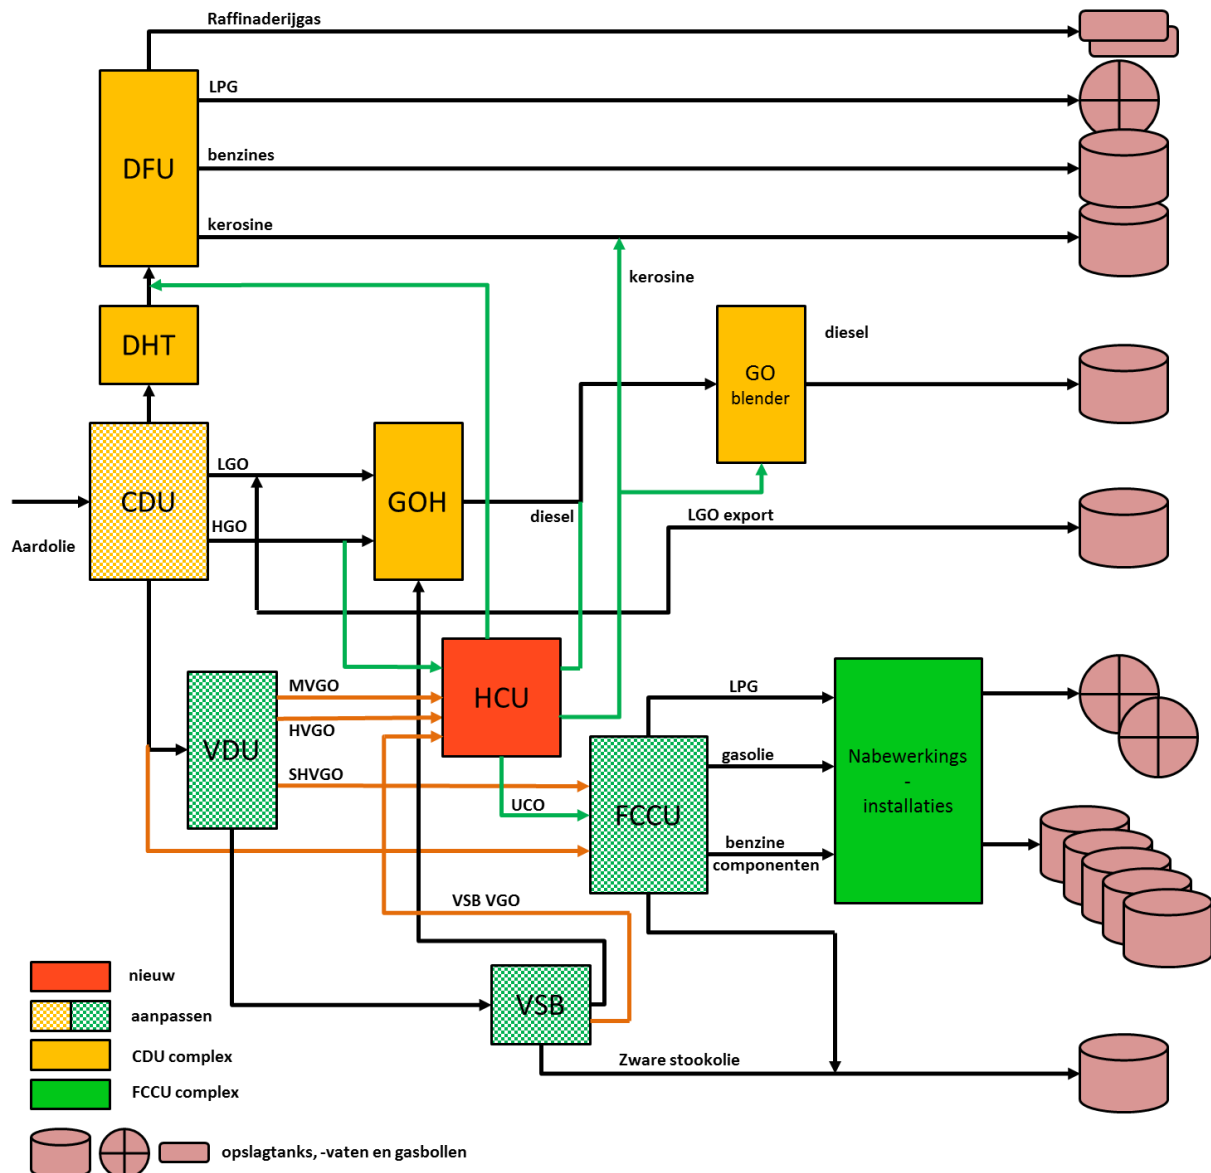 Raffinaderijgas
LPG
DFU
benzines
kerosine
kerosine
DHT
diesel
GO
blender
LGO
CDU
GOH
HGO
diesel
LGO export
Aardolie
MVGO
HCU
LPG
HVGO
VDU
gasolie
Nabewerkings
-
installaties
SHVGO
UCO
FCCU
benzine
componenten
VSB VGO
nieuw
VSB
aanpassen
CDU complex
Zware stookolie
FCCU complex
opslagtanks, -vaten en gasbollen